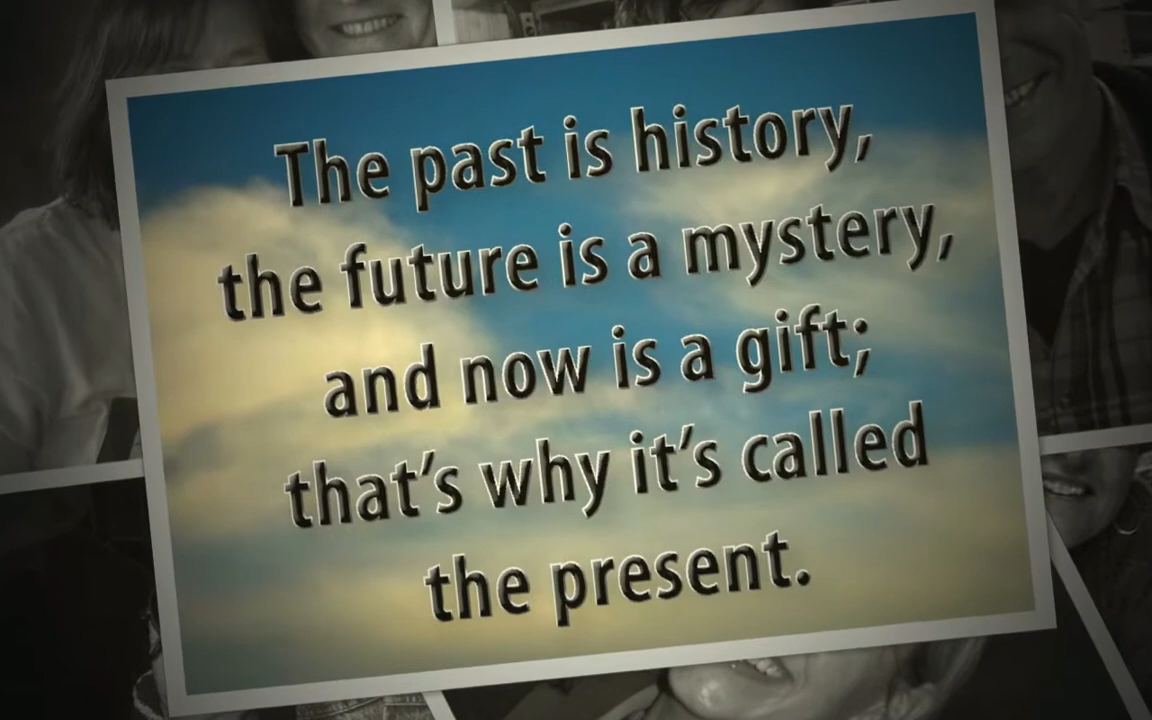 The past is history,
the future is a mystery,
and now is a gift;
that's why it's called
the present.